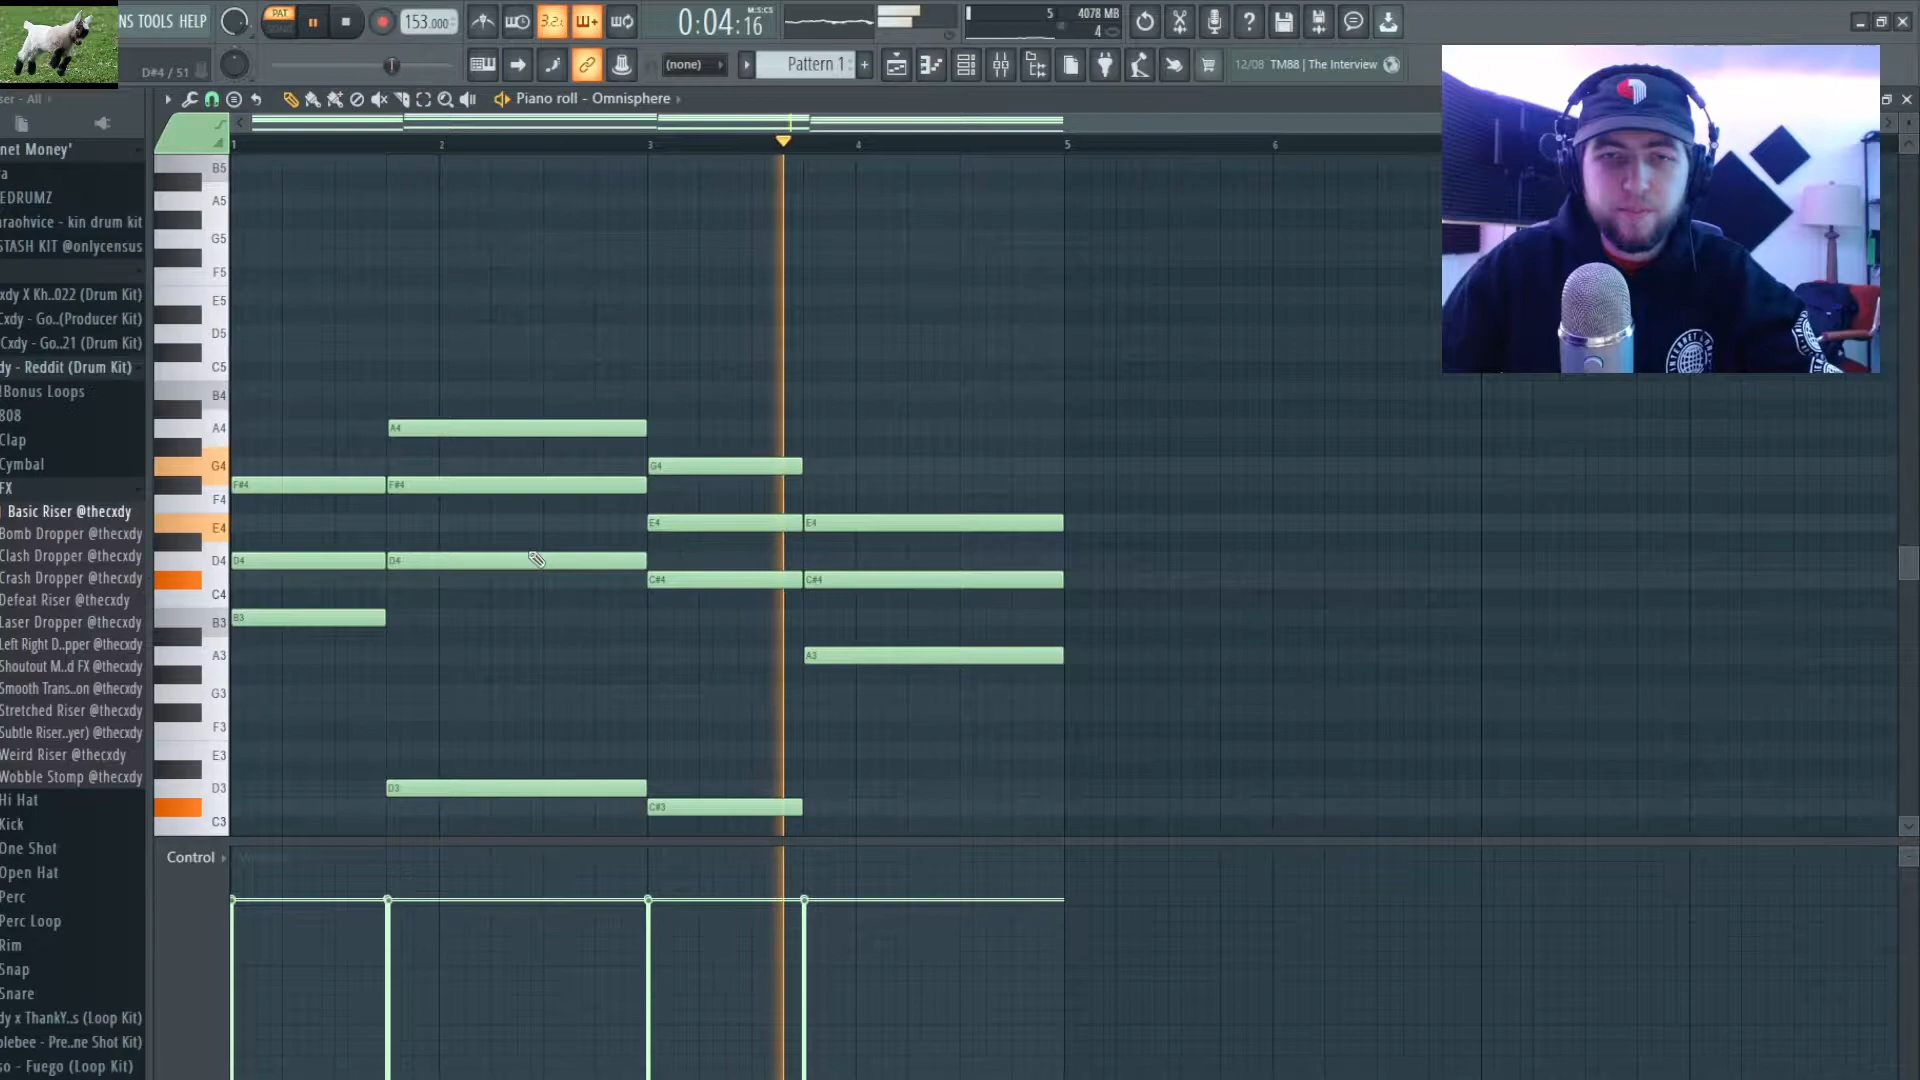 NS TOOLS HELP
PAT
SONG
153.000
3.2.
0:04:16
M:S:CS
5
4078 MB
4
D#4 / 51
(none)
Pattern 1
12/08 TM88 | The Interview
ser - All
Piano roll - Omnisphere
net Money'
ra
EDRUMZ
araohvice - kin drum kit
STASH KIT @onlycensus
xdy X Kh..022 (Drum Kit)
Cxdy - Go..(Producer Kit)
Cxdy - Go..21 (Drum Kit)
dy - Reddit (Drum Kit)
!Bonus Loops
808
Clap
Cymbal
FX
Basic Riser @thecxdy
Bomb Dropper @thecxdy
Clash Dropper @thecxdy
Crash Dropper @thecxdy
Defeat Riser @thecxdy
Laser Dropper @thecxdy
Left Right D..pper @thecxdy
Shoutout M..d FX @thecxdy
Smooth Trans..on @thecxdy
Stretched Riser @thecxdy
Subtle Riser..yer) @thecxdy
Weird Riser @thecxdy
Wobble Stomp @thecxdy
Hi Hat
Kick
One Shot
Open Hat
Perc
Perc Loop
Rim
Snap
Snare
dy x ThankY..s (Loop Kit)
plebee - Pre..ne Shot Kit)
so - Fuego (Loop Kit)
1 2 3 4 5 6
B5
A5
G5
F5
E5
D5
C5
B4
A4
G4
F4
E4
D4
C4
B3
A3
G3
F3
E3
D3
C3
A4
G4
F#4 F#4
E4 E4
D4 D4
C#4 C#4
B3
A3
D3
C#3
Control
INTERNET MONEY